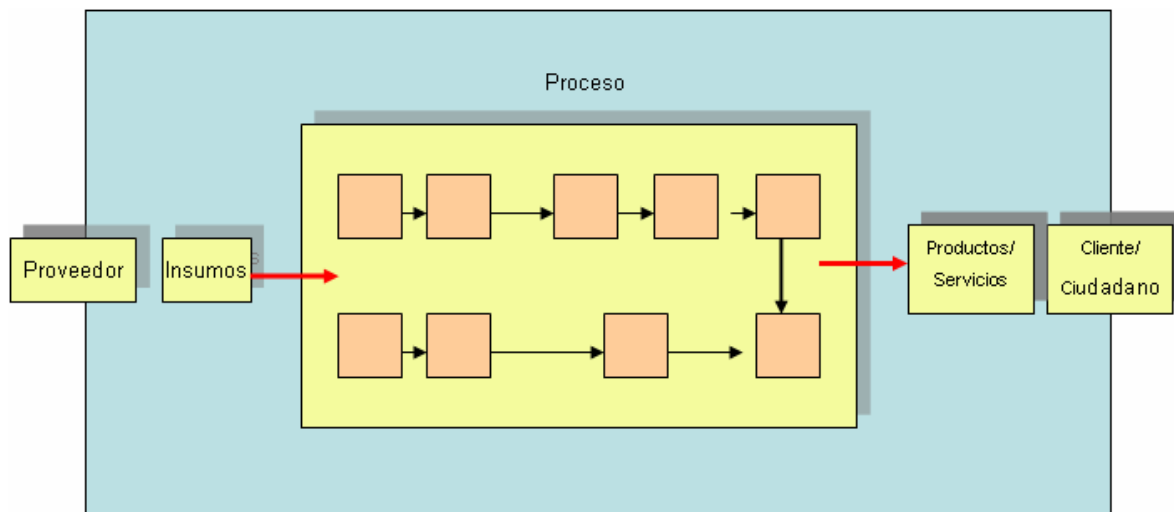 Proceso
Proveedor
Insumos
Productos/
Servicios
Cliente/
Ciudadano